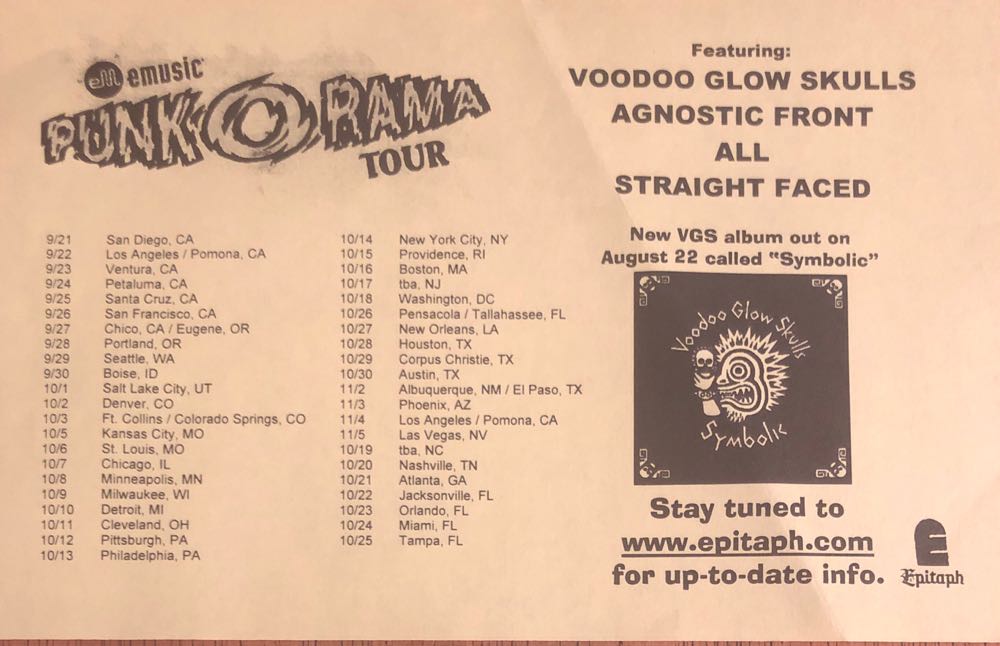 eM emusic
PUNK O RAMA
TOUR
9/21 San Diego, CA
9/22 Los Angeles / Pomona, CA
9/23 Ventura, CA
9/24 Petaluma, CA
9/25 Santa Cruz, CA
9/26 San Francisco, CA
9/27 Chico, CA / Eugene, OR
9/28 Portland, OR
9/29 Seattle, WA
9/30 Boise, ID
10/1 Salt Lake City, UT
10/2 Denver, CO
10/3 Ft. Collins / Colorado Springs, CO
10/5 Kansas City, MO
10/6 St. Louis, MO
10/7 Chicago, IL
10/8 Minneapolis, MN
10/9 Milwaukee, WI
10/10 Detroit, MI
10/11 Cleveland, OH
10/12 Pittsburgh, PA
10/13 Philadelphia, PA
10/14 New York City, NY
10/15 Providence, RI
10/16 Boston, MA
10/17 tba, NJ
10/18 Washington, DC
10/26 Pensacola / Tallahassee, FL
10/27 New Orleans, LA
10/28 Houston, TX
10/29 Corpus Christie, TX
10/30 Austin, TX
11/2 Albuquerque, NM / El Paso, TX
11/3 Phoenix, AZ
11/4 Los Angeles / Pomona, CA
11/5 Las Vegas, NV
10/19 tba, NC
10/20 Nashville, TN
10/21 Atlanta, GA
10/22 Jacksonville, FL
10/23 Orlando, FL
10/24 Miami, FL
10/25 Tampa, FL
Featuring:
VOODOO GLOW SKULLS
AGNOSTIC FRONT
ALL
STRAIGHT FACED
New VGS album out on
August 22 called "Symbolic"
Voodoo Glow Skulls
Symbolic
Stay tuned to
www.epitaph.com
for up-to-date info.
E
Epitaph